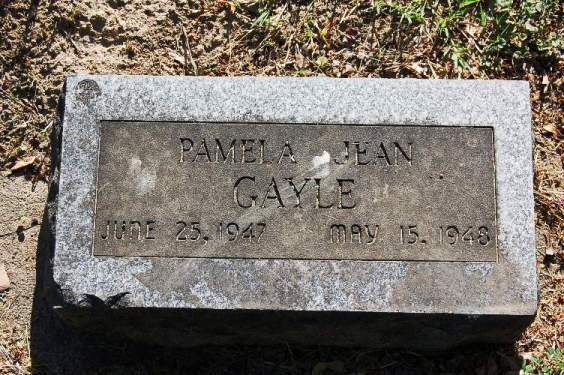 PAMELA JEAN
GAYLE
JUNE 25, 1947 MAY 15, 1948